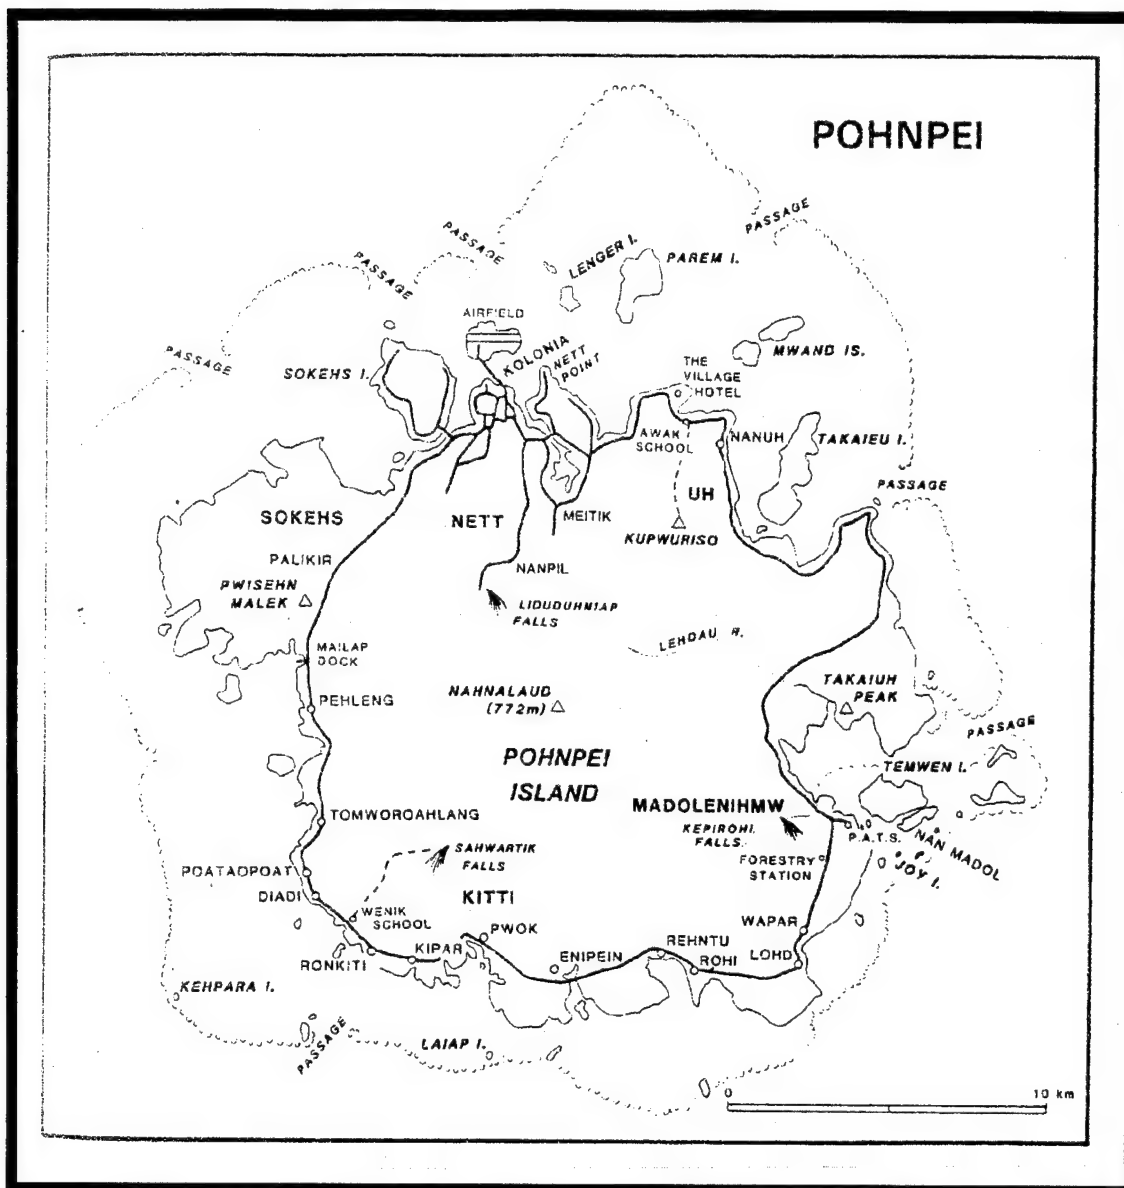 POHNPEI
PASSAGE
PASSAGE
PASSAGE
PASSAGE
LENGER I.
PAREM I.
AIRFIELD
KOLONIA
NETT
POINT
MWAND IS.
SOKEHS I.
THE
VILLAGE
HOTEL
AWAK
SCHOOL
NANUH
TAKAIEU I.
PASSAGE
SOKEHS
NETT
MEITIK
UH
KUPWURISO
PALIKIR
NANPIL
PWISEHN
MALEK
LIDUDUHNIAP
FALLS
LEHDAU R.
MAILAP
DOCK
PEHLENG
NAHNALAUD
(772m)
TAKAIUH
PEAK
PASSAGE
POHNPEI
ISLAND
TEMWEN I.
MADOLENIHMW
KEPIROHI
FALLS
P.A.T.S.
NAN MADOL
JOY I.
TOMWOROAHLANG
FORESTRY
STATION
SAHWARTIK
FALLS
POATAOPOAT
DIADI
KITTI
WENIK
SCHOOL
PWOK
WAPAR
RONKITI
KIPAR
ENIPEIN
REHNTU
ROHI
LOHD
KEHPARA I.
PASSAGE
LAIAP I.
0
10 km